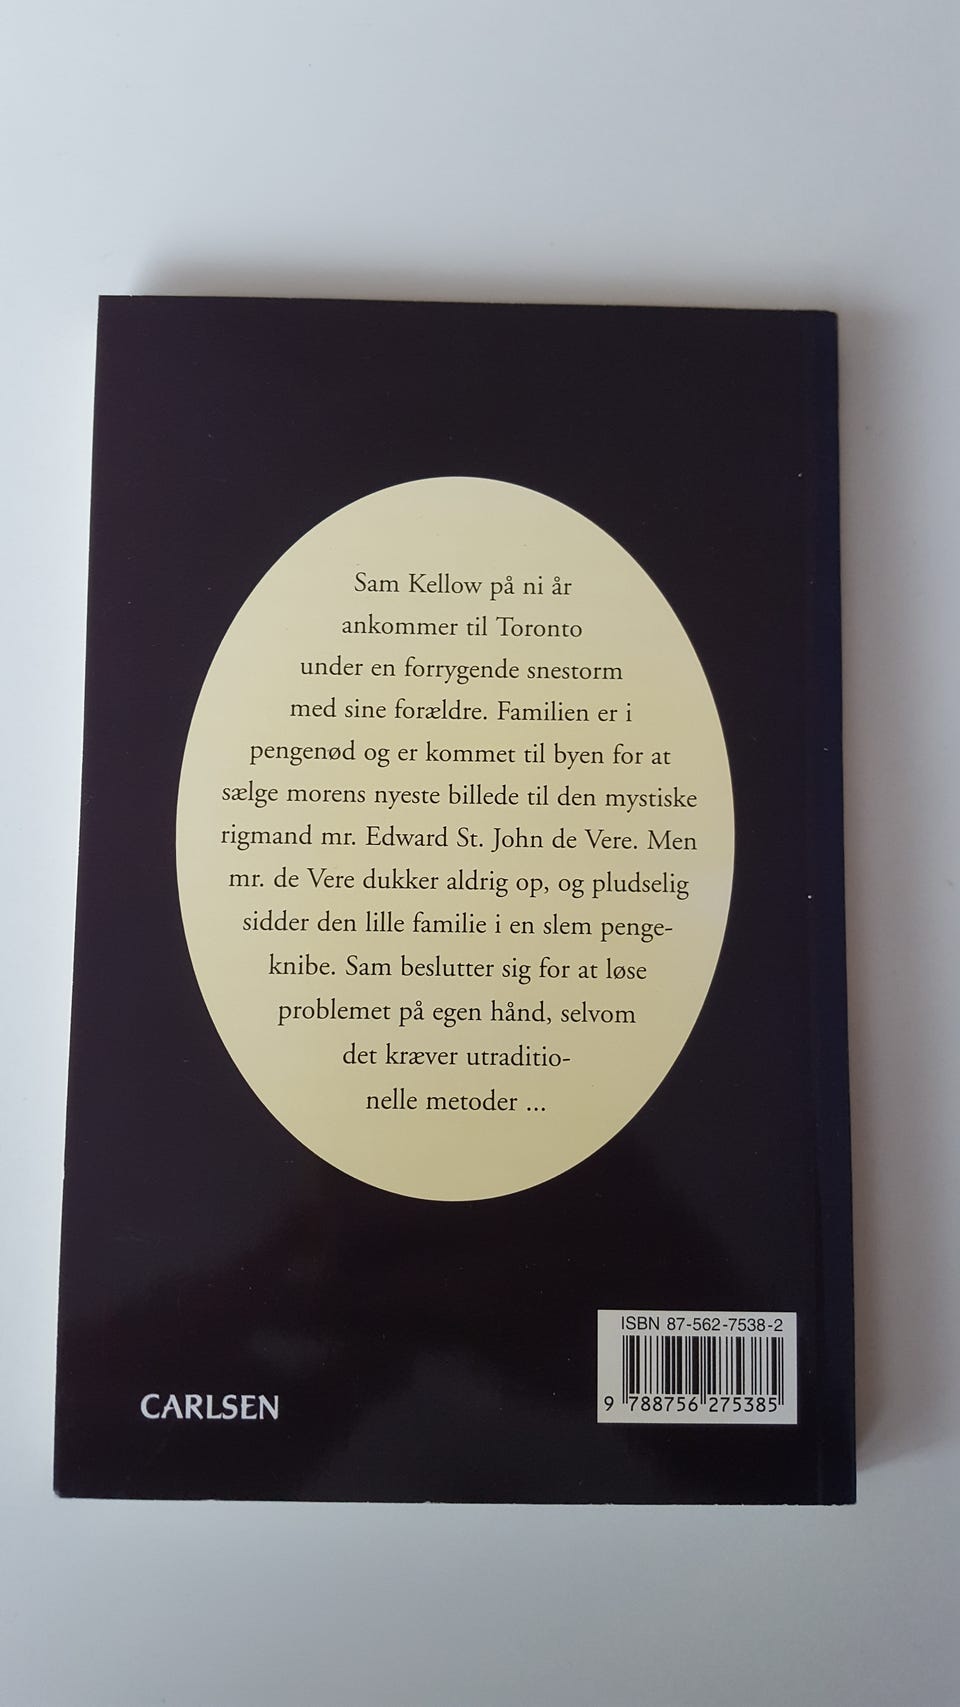 Sam Kellow på ni år
ankommer til Toronto
under en forrygende snestorm
med sine forældre. Familien er i
pengenød og er kommet til byen for at
sælge morens nyeste billede til den mystiske
rigmand mr. Edward St. John de Vere. Men
mr. de Vere dukker aldrig op, og pludselig
sidder den lille familie i en slem penge-
knibe. Sam beslutter sig for at løse
problemet på egen hånd, selvom
det kræver utraditio-
nelle metoder ...
ISBN 87-562-7538-2
9 788756 275385
CARLSEN